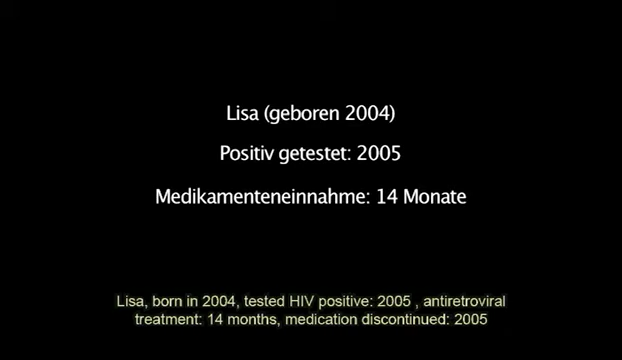 Lisa (geboren 2004)
Positiv getestet: 2005
Medikamenteneinnahme: 14 Monate
Lisa, born in 2004, tested HIV positive: 2005 , antiretroviral
treatment: 14 months, medication discontinued: 2005